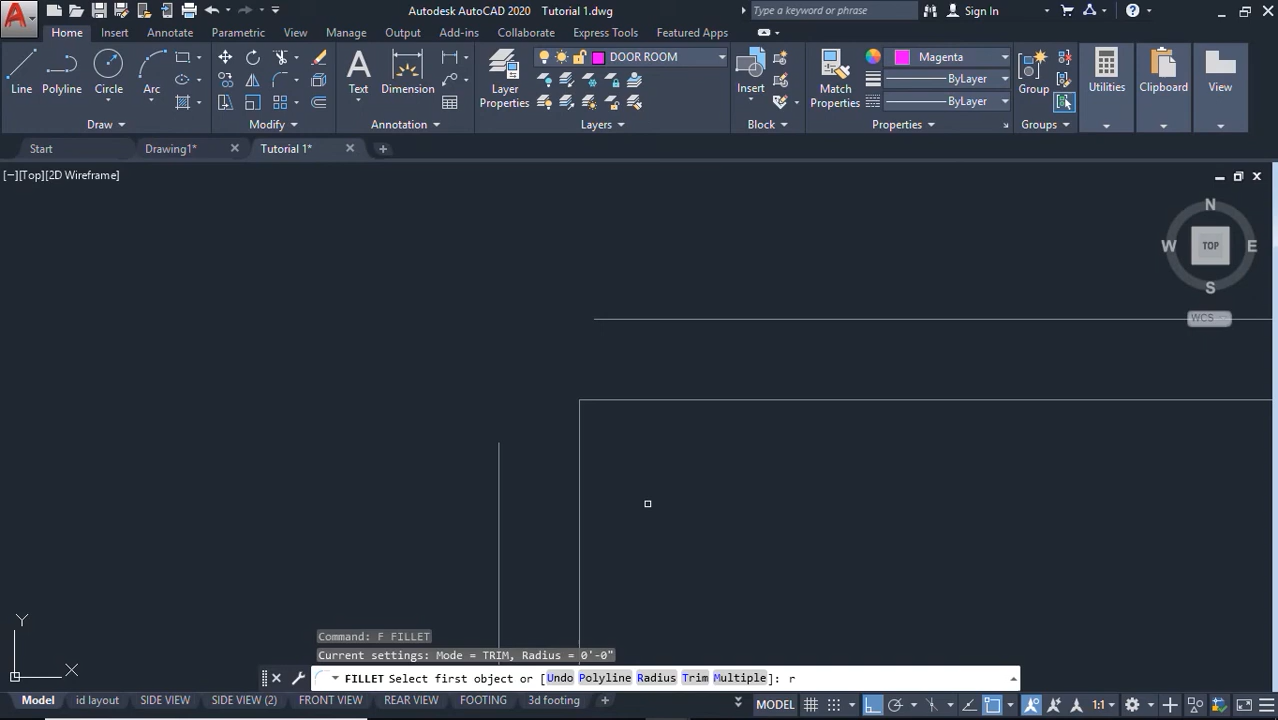 Autodesk AutoCAD 2020 Tutorial 1.dwg
Type a keyword or phrase
Sign In
Home Insert Annotate Parametric View Manage Output Add-ins Collaborate Express Tools Featured Apps
Line Polyline Circle Arc
Text Dimension
Layer Properties
DOOR ROOM
Insert
Match Properties
Magenta
ByLayer
ByLayer
Group
Utilities
Clipboard
View
Draw Modify Annotation Layers Block Properties Groups
Start Drawing1* Tutorial 1*
[−][Top][2D Wireframe]
N
W TOP E
S
WCS
Y
X
Command: F FILLET
Current settings: Mode = TRIM, Radius = 0'-0"
FILLET Select first object or [Undo Polyline Radius Trim Multiple]: r
Model id layout SIDE VIEW SIDE VIEW (2) FRONT VIEW REAR VIEW FOOTING 3d footing
MODEL
1:1